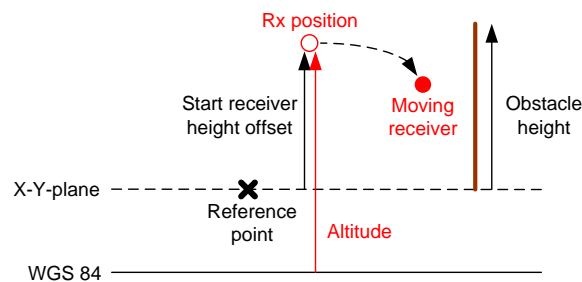 Rx position
Start receiver
height offset
Moving
receiver
Obstacle
height
X-Y-plane
Reference
point
Altitude
WGS 84